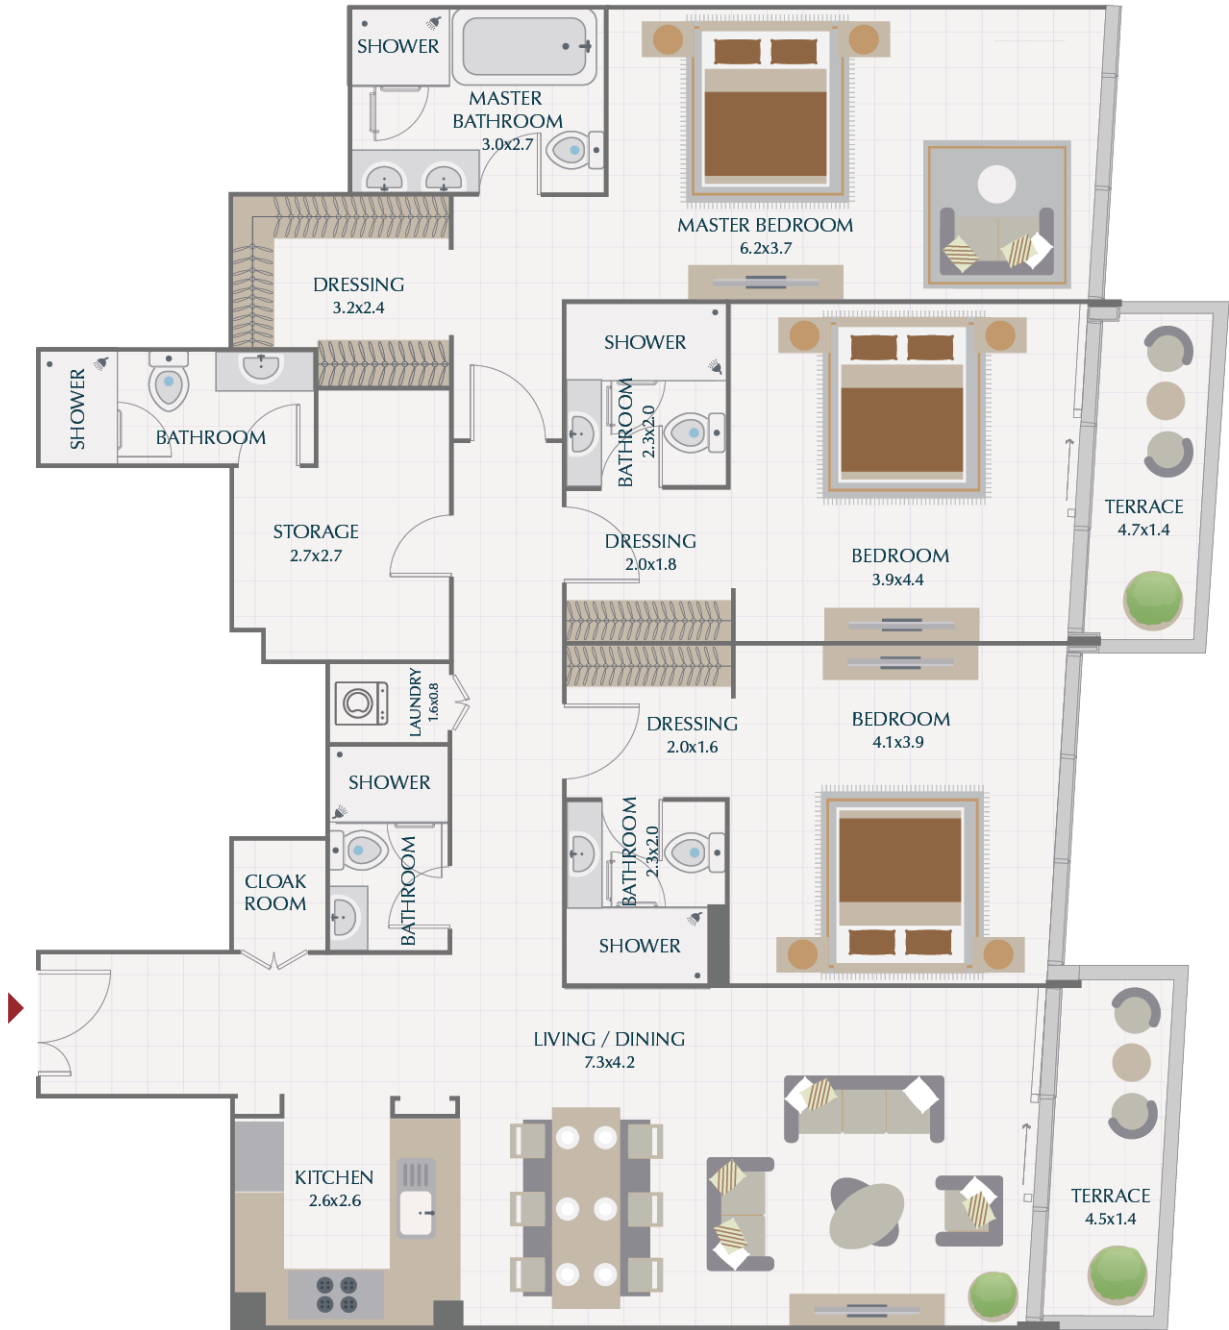 SHOWER
MASTER
BATHROOM
3.0x2.7
MASTER BEDROOM
6.2x3.7
DRESSING
3.2x2.4
SHOWER
SHOWER
BATHROOM
BATHROOM
2.3x2.0
TERRACE
4.7x1.4
STORAGE
2.7x2.7
DRESSING
2.0x1.8
BEDROOM
3.9x4.4
LAUNDRY
1.6x0.8
DRESSING
2.0x1.6
BEDROOM
4.1x3.9
SHOWER
BATHROOM
2.3x2.0
BATHROOM
CLOAK
ROOM
SHOWER
LIVING / DINING
7.3x4.2
KITCHEN
2.6x2.6
TERRACE
4.5x1.4